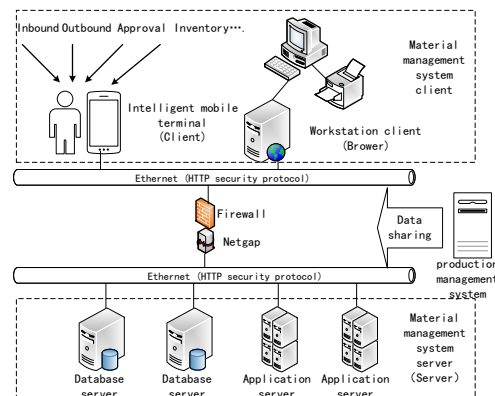 Inbound Outbound Approval Inventory….
Material
management
system
client
Intelligent mobile
terminal
(Client)
Workstation client
(Brower)
Ethernet (HTTP security protocol)
Firewall
Netgap
Data
sharing
production
management
system
Ethernet (HTTP security protocol)
Material
management
system
server
(Server)
Database
server
Database
server
Application
server
Application
server